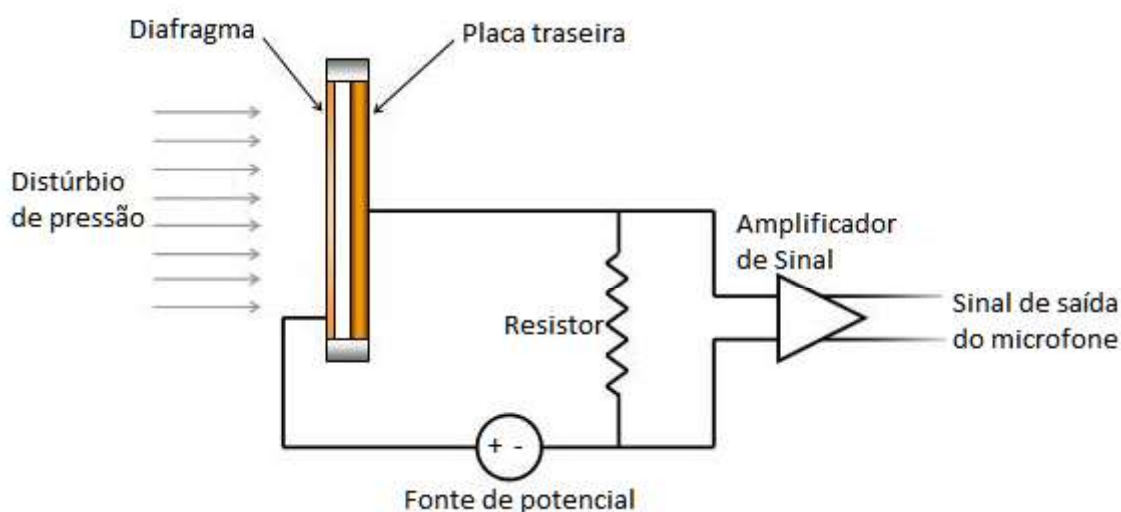 Diafragma
Placa traseira
Distúrbio
de pressão
Amplificador
de Sinal
Resistor
Sinal de saída
do microfone
+ -
Fonte de potencial